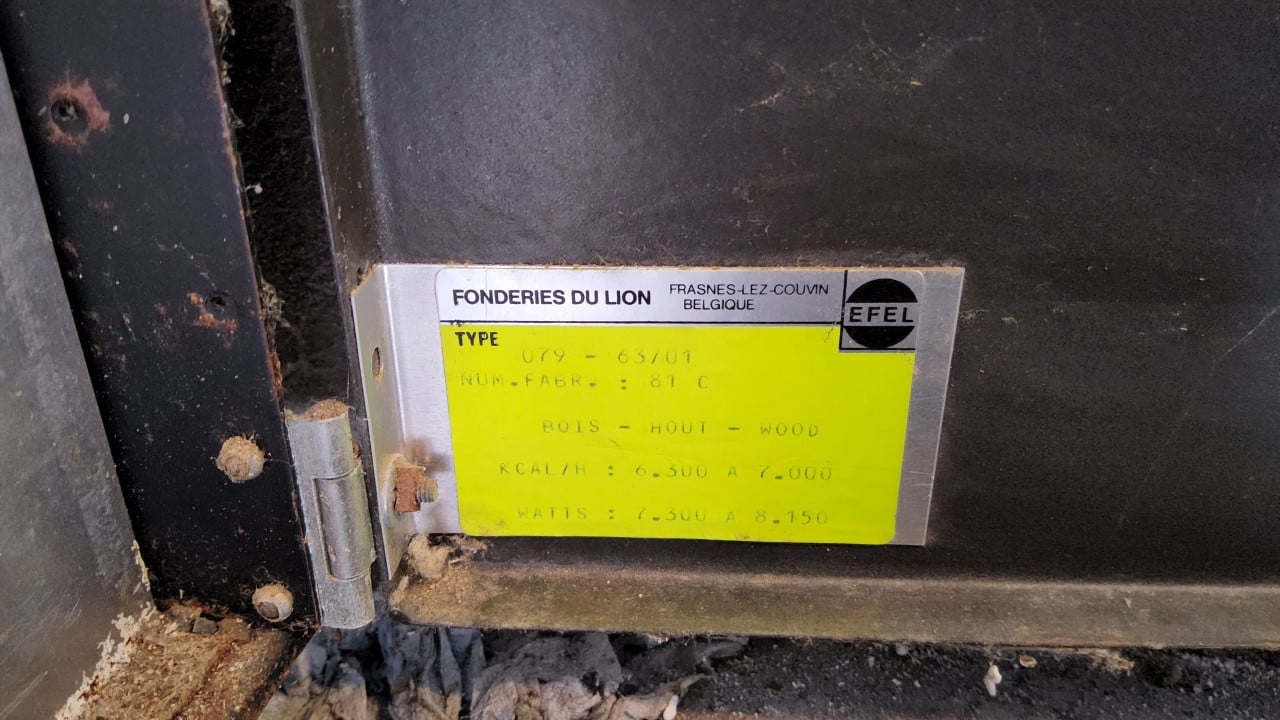 FONDERIES DU LION
FRASNES-LEZ-COUVIN
BELGIQUE
EFEL
TYPE
079 - 63/01
NUM.FABR. : 81 C
BOIS - HOUT - WOOD
KCAL/H : 6.300 A 7.000
WATTS : 7.300 A 8.150